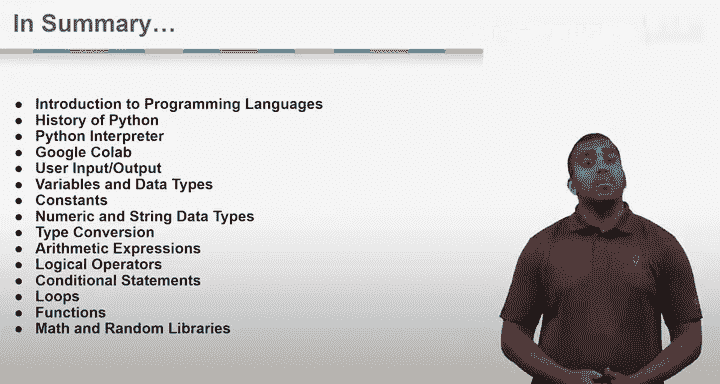 In Summary...
● Introduction to Programming Languages
● History of Python
● Python Interpreter
● Google Colab
● User Input/Output
● Variables and Data Types
● Constants
● Numeric and String Data Types
● Type Conversion
● Arithmetic Expressions
● Logical Operators
● Conditional Statements
● Loops
● Functions
● Math and Random Libraries